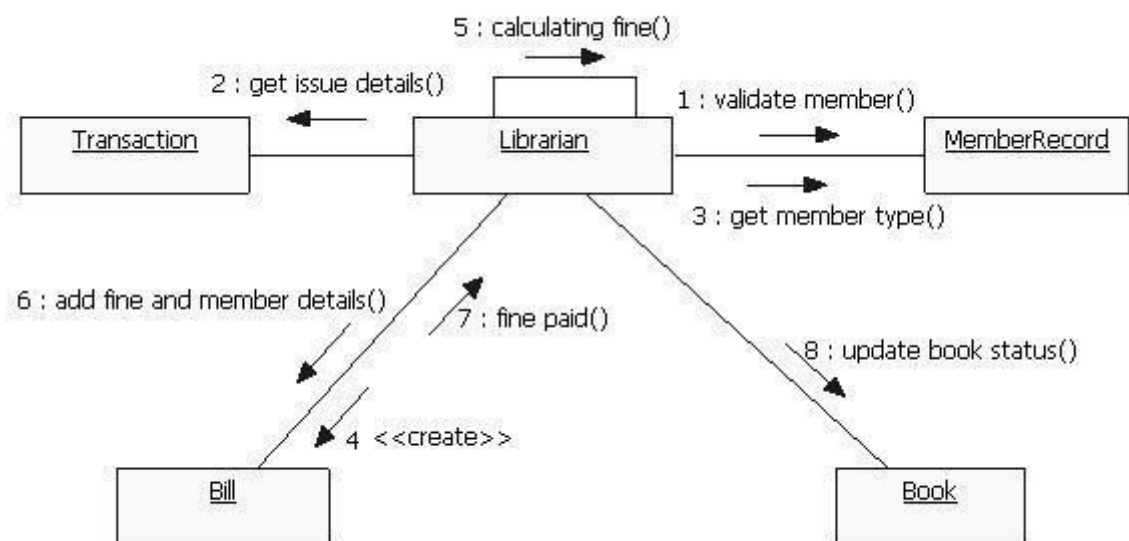 5 : calculating fine()
2 : get issue details()
1 : validate member()
Transaction
Librarian
MemberRecord
3 : get member type()
6 : add fine and member details()
7 : fine paid()
8 : update book status()
4 <<create>>
Bill
Book